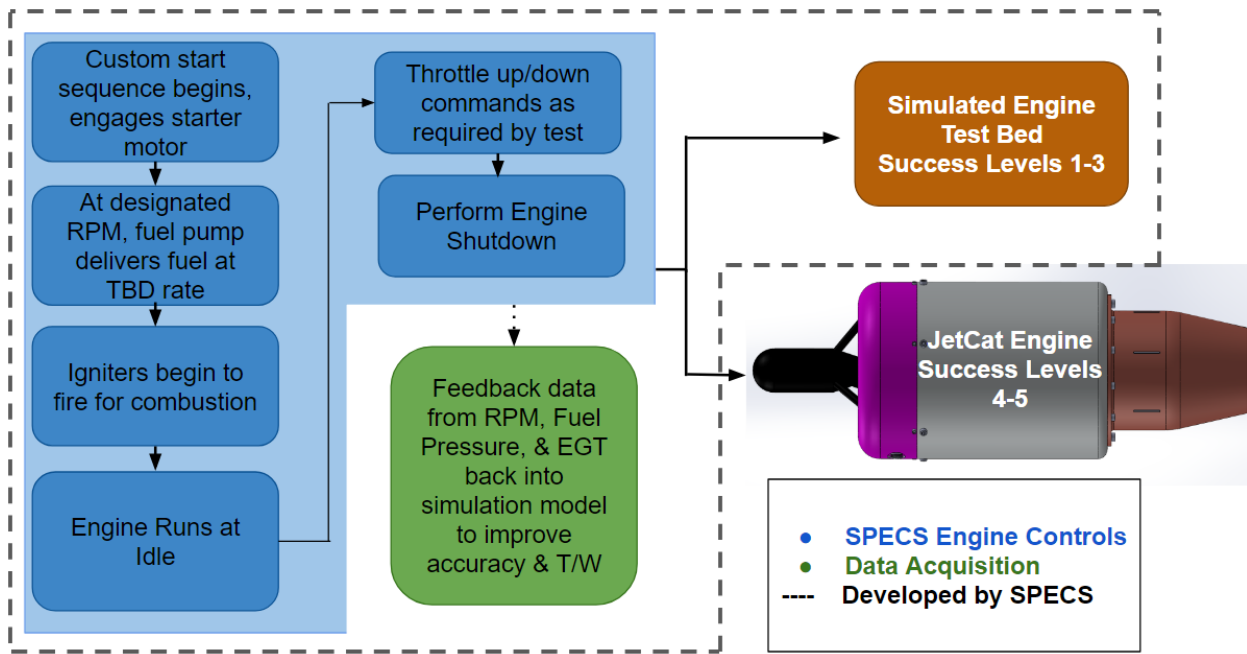 Custom start
sequence begins,
engages starter
motor
At designated
RPM, fuel pump
delivers fuel at
TBD rate
Igniters begin to
fire for combustion
Engine Runs at
Idle
Throttle up/down
commands as
required by test
Perform Engine
Shutdown
Feedback data
from RPM, Fuel
Pressure, & EGT
back into
simulation model
to improve
accuracy & T/W
Simulated Engine
Test Bed
Success Levels 1-3
JetCat Engine
Success Levels
4-5
● SPECS Engine Controls
● Data Acquisition
---- Developed by SPECS